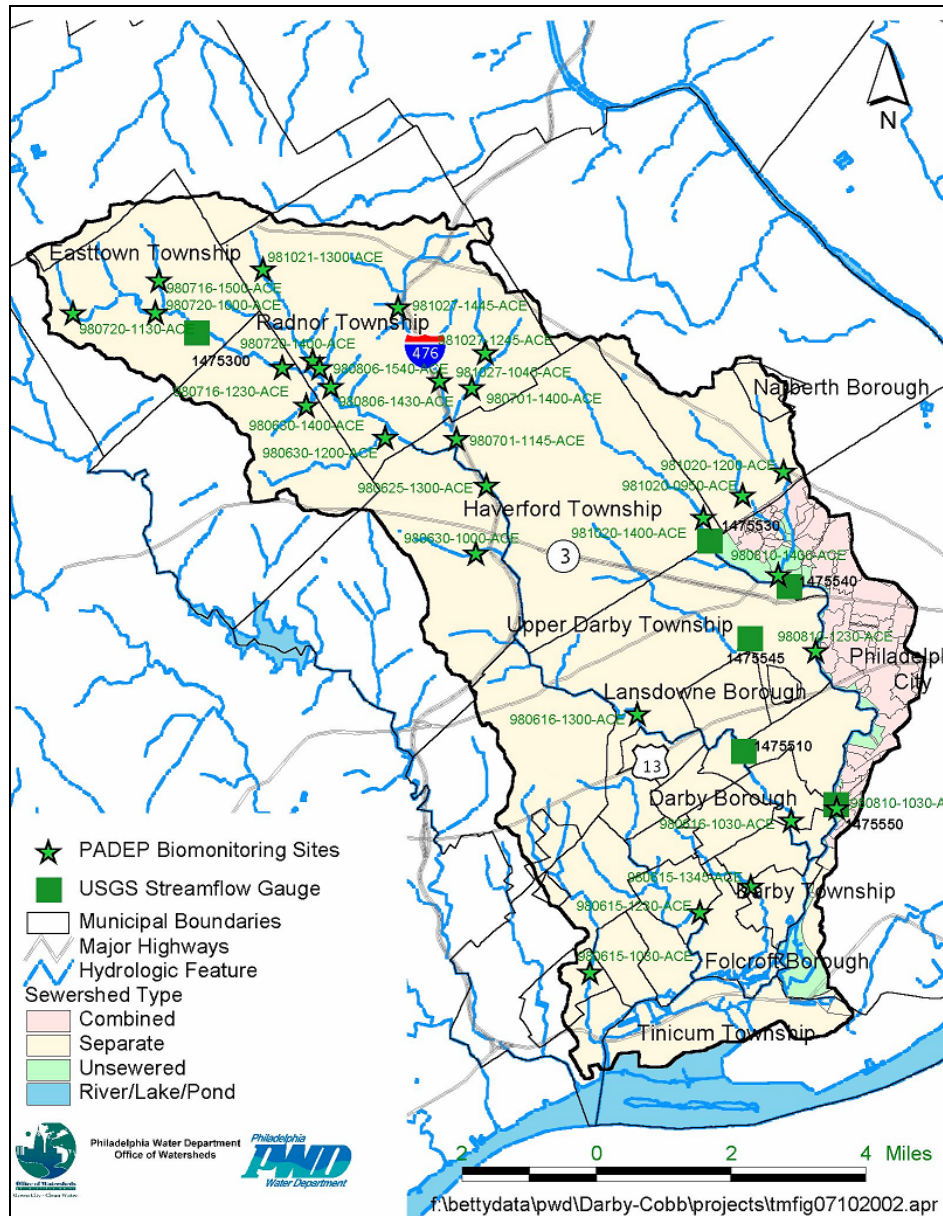 N
Easttown Township
981021-1300-ACE
980716-1500-ACE
980720-1000-ACE
981027-1445-ACE
980720-1130-ACE
Radnor Township
1475300
980720-1400-ACE
476
981027-1245-ACE
980716-1230-ACE
980806-1540-ACE
981027-1040-ACE
980806-1430-ACE
980701-1400-ACE
Narberth Borough
980630-1400-ACE
980630-1200-ACE
980701-1145-ACE
981020-1200-ACE
980625-1300-ACE
981020-0950-ACE
Haverford Township
1475530
981020-1400-ACE
980630-1000-ACE
3
980810-1400-ACE
1475540
Upper Darby Township
980810-1230-ACE
1475545
Philadelph
City
Lansdowne Borough
980616-1300-ACE
1475510
13
Darby Borough
980810-1030-A
980616-1030-ACE
1475550
980615-1345-ACE
Darby Township
980615-1230-ACE
980615-1030-ACE
Folcroft Borough
Tinicum Township
PADEP Biomonitoring Sites
USGS Streamflow Gauge
Municipal Boundaries
Major Highways
Hydrologic Feature
Sewershed Type
Combined
Separate
Unsewered
River/Lake/Pond
Office of Watersheds
Philadelphia Water Department
Office of Watersheds
Philadelphia
PWD
Water Department
2 0 2 4 Miles
f:\bettydata\pwd\Darby-Cobb\projects\tmfig07102002.apr